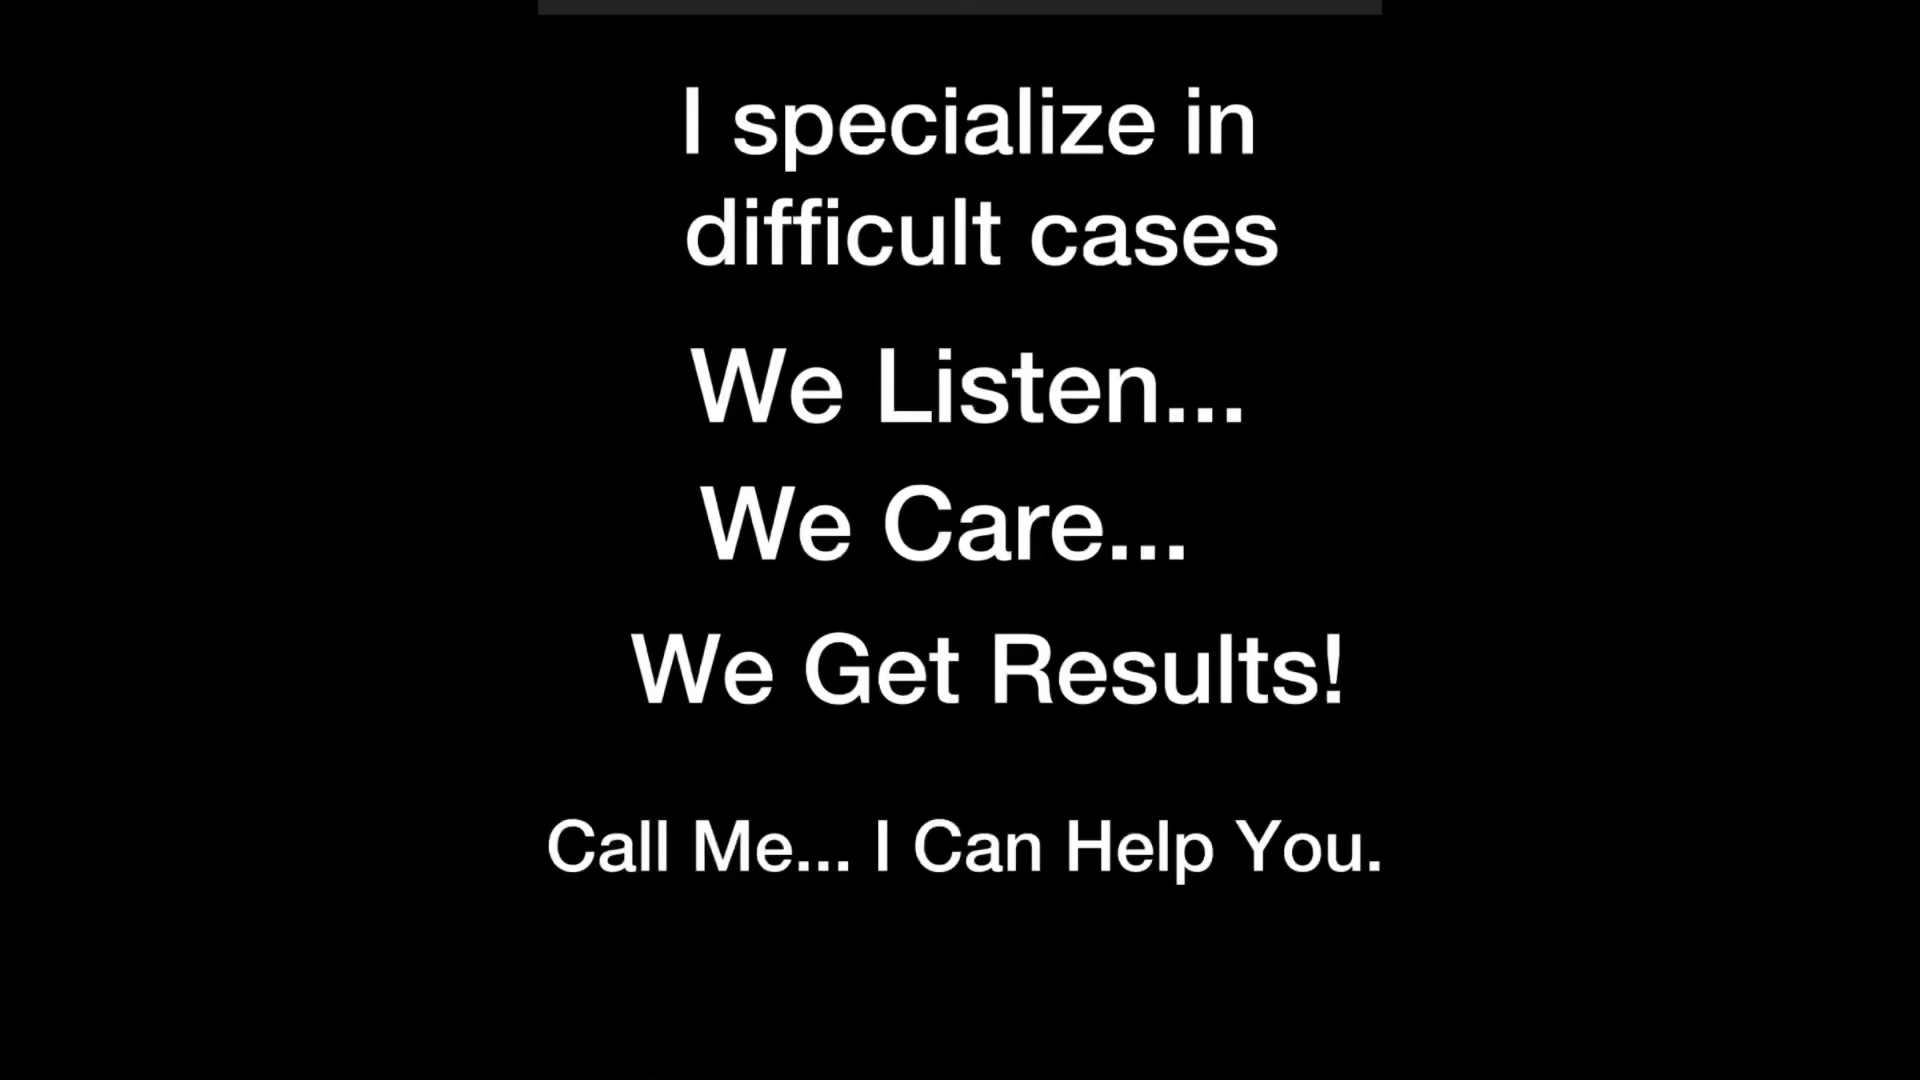 I specialize in
difficult cases
We Listen...
We Care...
We Get Results!
Call Me... I Can Help You.